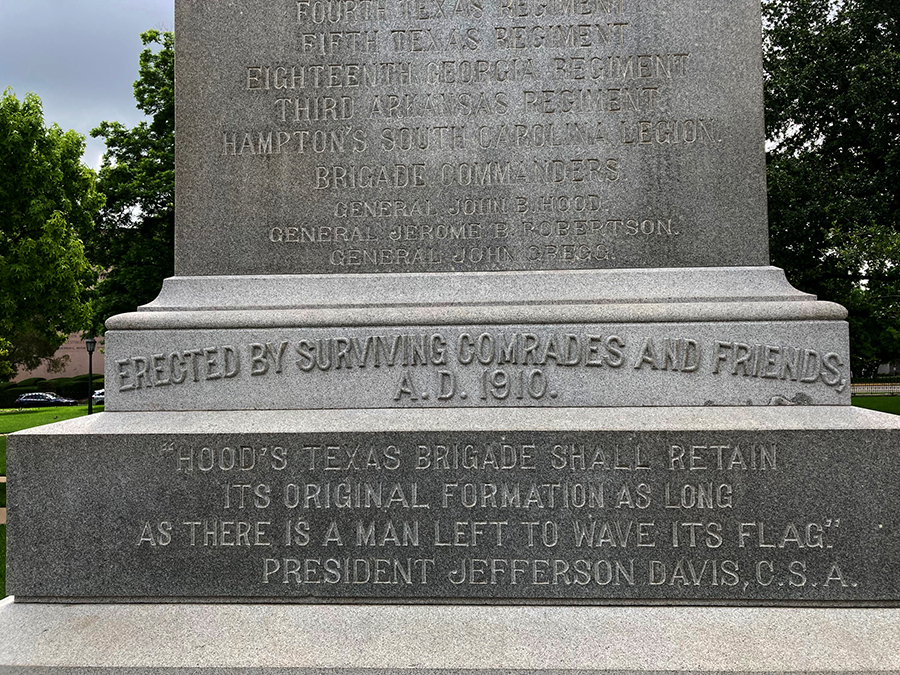 FOURTH TEXAS REGIMENT
FIFTH TEXAS REGIMENT
EIGHTEENTH GEORGIA REGIMENT
THIRD ARKANSAS REGIMENT.
HAMPTON'S SOUTH CAROLINA LEGION.
BRIGADE COMMANDERS.
GENERAL JOHN B. HOOD.
GENERAL JEROME B. ROBERTSON.
GENERAL JOHN GREGG.
ERECTED BY SURVIVING COMRADES AND FRIENDS,
A.D. 1910.
"HOOD'S TEXAS BRIGADE SHALL RETAIN
ITS ORIGINAL FORMATION AS LONG
AS THERE IS A MAN LEFT TO WAVE ITS FLAG."
PRESIDENT JEFFERSON DAVIS, C.S.A.